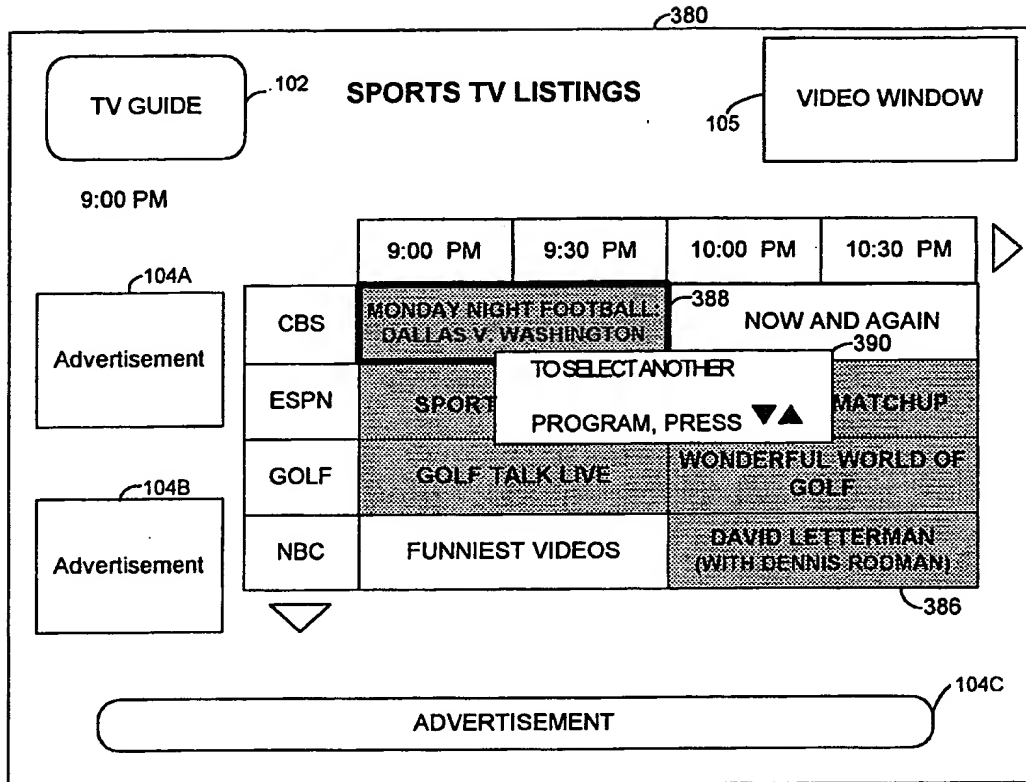 380
TV GUIDE
102
SPORTS TV LISTINGS
105
VIDEO WINDOW
9:00 PM
9:00 PM 9:30 PM 10:00 PM 10:30 PM
104A
Advertisement
CBS
MONDAY NIGHT FOOTBALL:
DALLAS V. WASHINGTON
388
NOW AND AGAIN
390
TO SELECT ANOTHER
PROGRAM, PRESS ▼▲
ESPN
SPORT
MATCHUP
104B
Advertisement
GOLF
GOLF TALK LIVE
WONDERFUL WORLD OF
GOLF
NBC
FUNNIEST VIDEOS
DAVID LETTERMAN
(WITH DENNIS RODMAN)
386
104C
ADVERTISEMENT